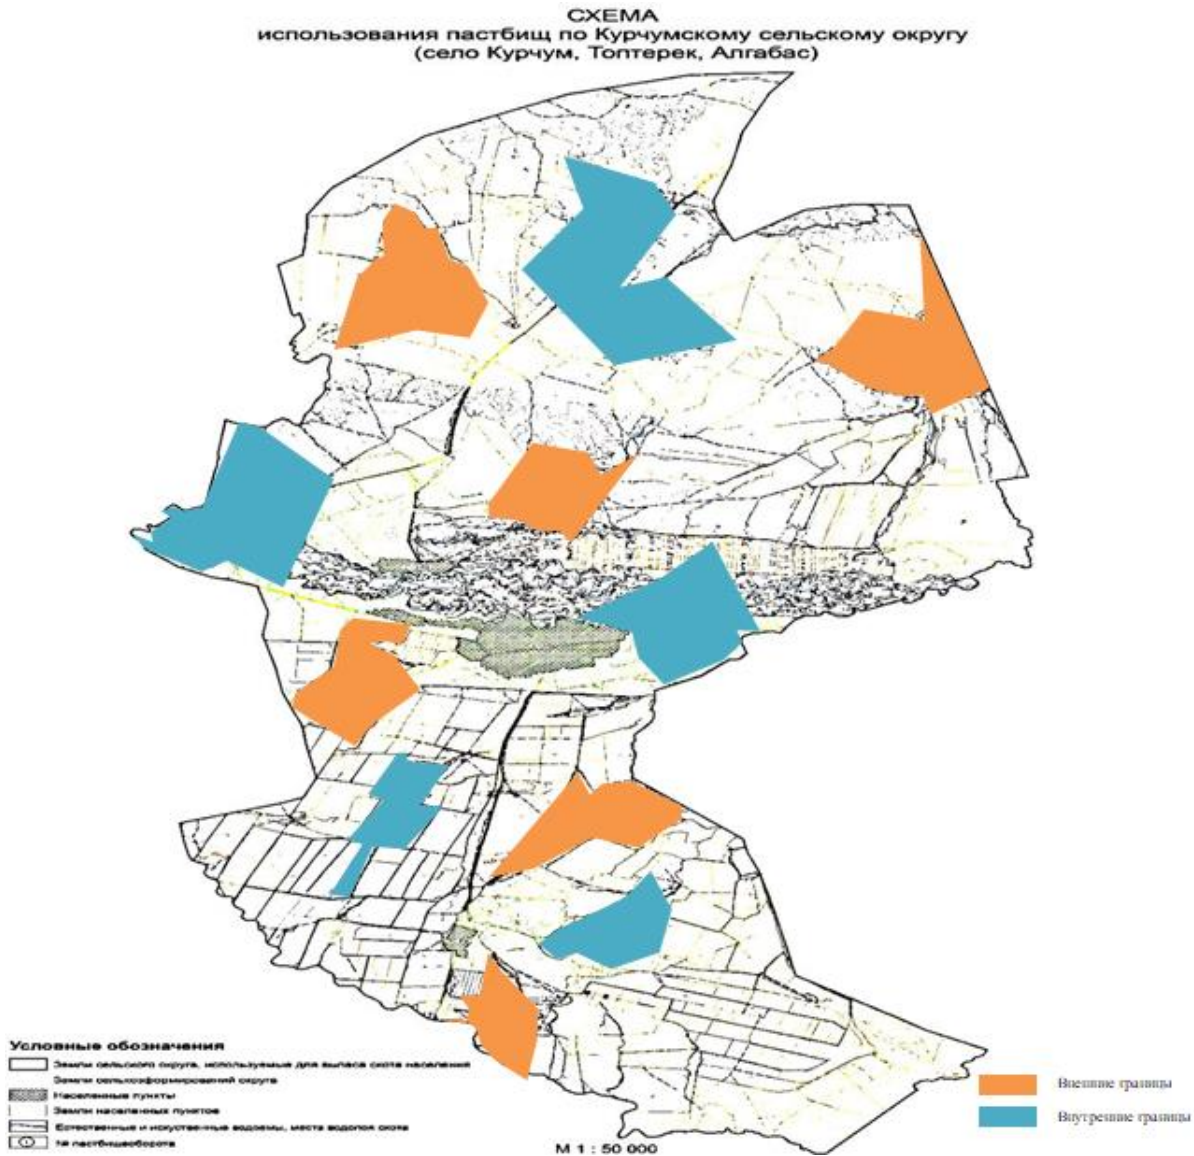 СХЕМА
использования пастбищ по Курчумскому сельскому округу
(село Курчум, Топтерек, Алгабас)
Условные обозначения
Земли сельского округа, используемые для выпаса скота населения
Земли сельхозформирований округа
Населенные пункты
Земли населенных пунктов
Естественные и искуственные водоемы, места водопоя скота
№ пастбищеоборота
М 1 : 50 000
Внешние границы
Внутренние границы